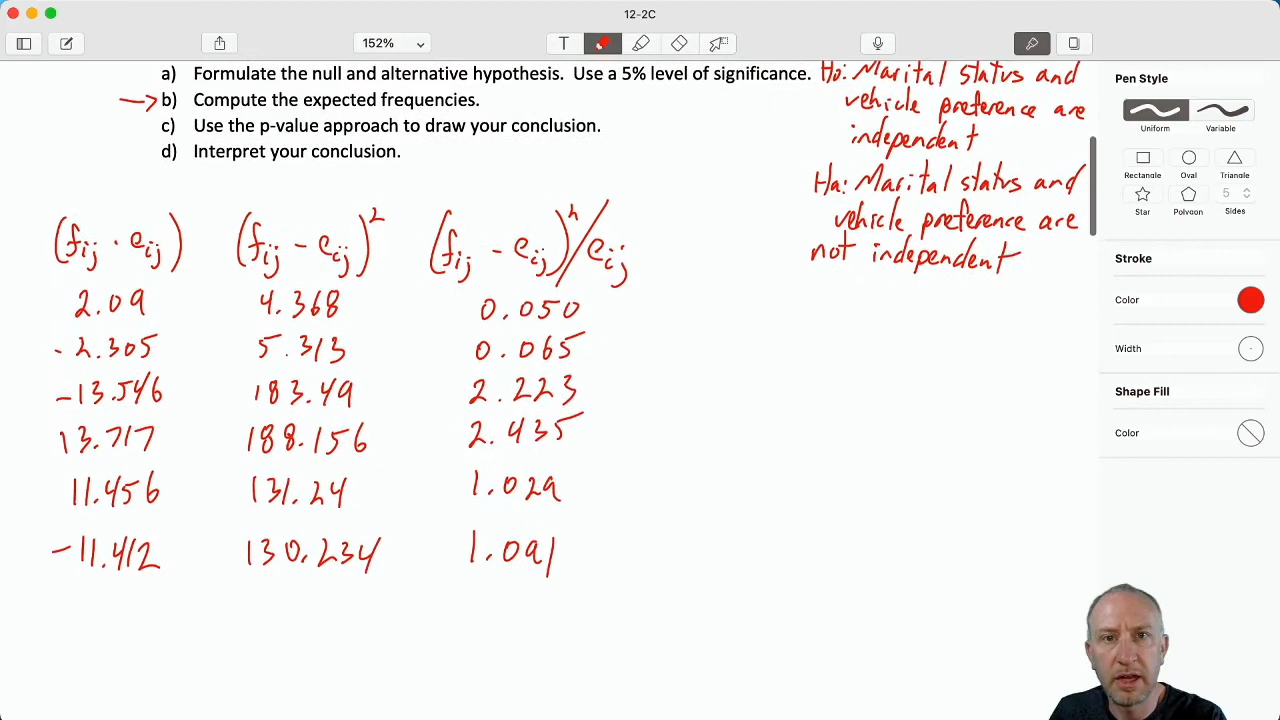 12-2C
152%
T
a) Formulate the null and alternative hypothesis. Use a 5% level of significance.
b) Compute the expected frequencies.
c) Use the p-value approach to draw your conclusion.
d) Interpret your conclusion.
Ho: Marital status and
vehicle preference are
independent
Ha: Marital status and
vehicle preference are
not independent
(fij - eij) (fij - eij)² (fij - eij)²/eij
2.09 4.368 0.050
-2.305 5.313 0.065
-13.546 183.49 2.223
13.717 188.156 2.435
11.456 131.24 1.029
-11.412 130.234 1.091
Pen Style
Uniform Variable
Rectangle Oval Triangle
Star Polygon 5 Sides
Stroke
Color
Width
Shape Fill
Color